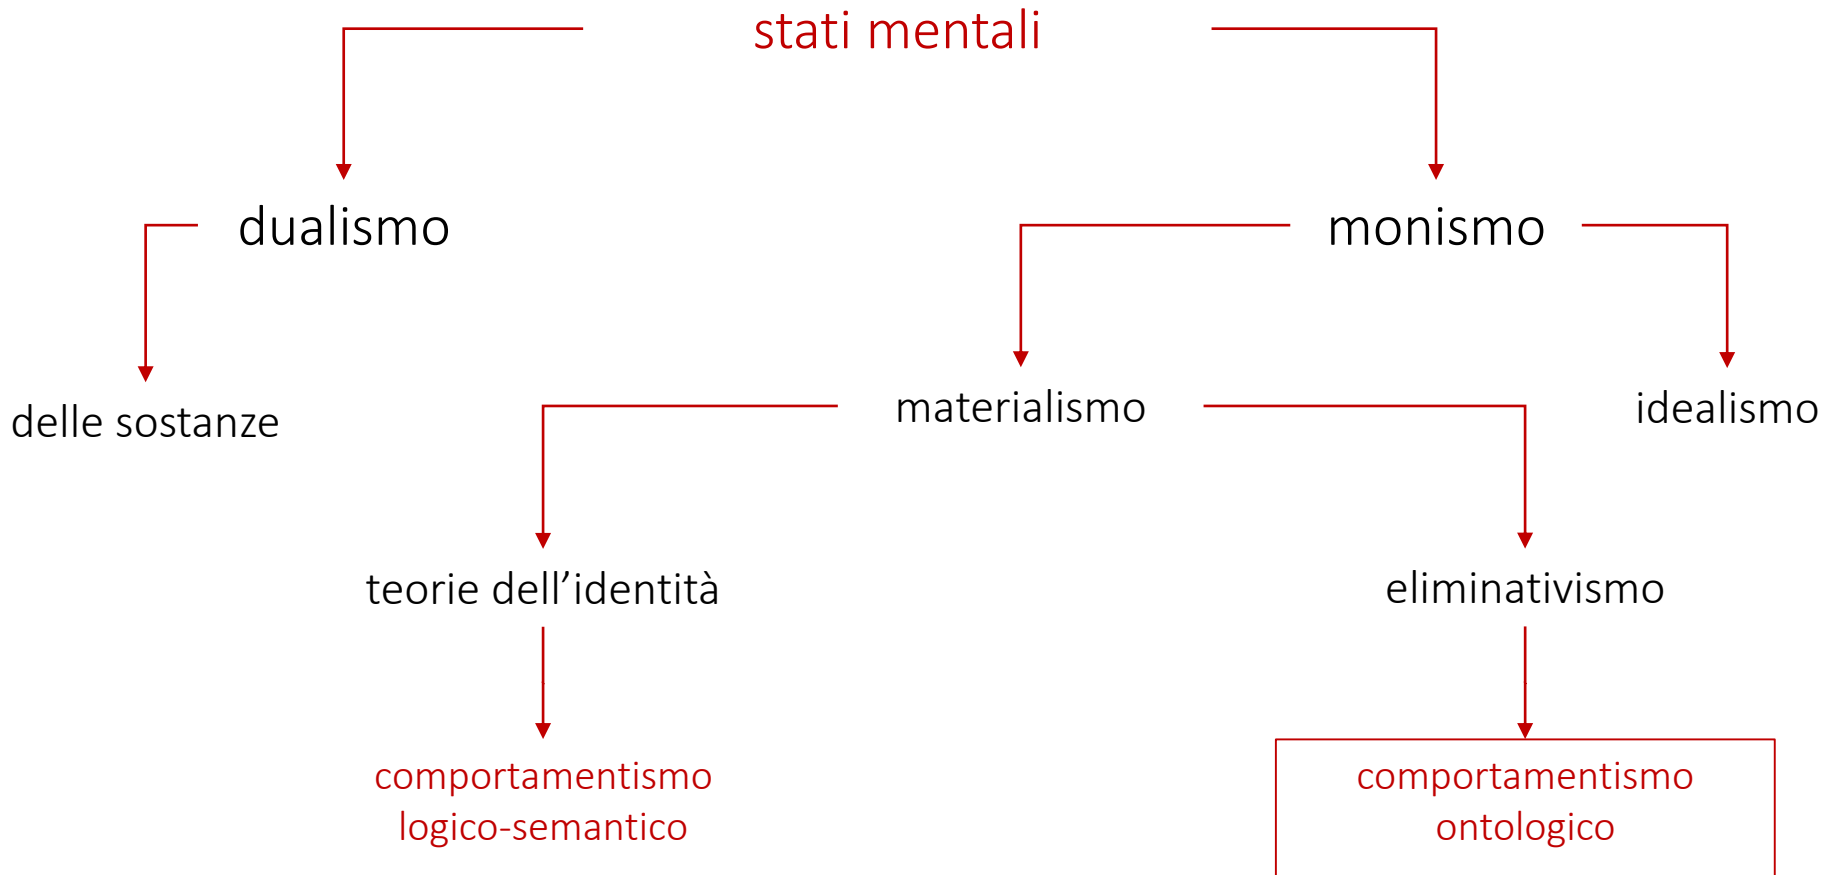 stati mentali
dualismo
monismo
delle sostanze
materialismo
idealismo
teorie dell’identità
eliminativismo
comportamentismo
logico-semantico
comportamentismo
ontologico